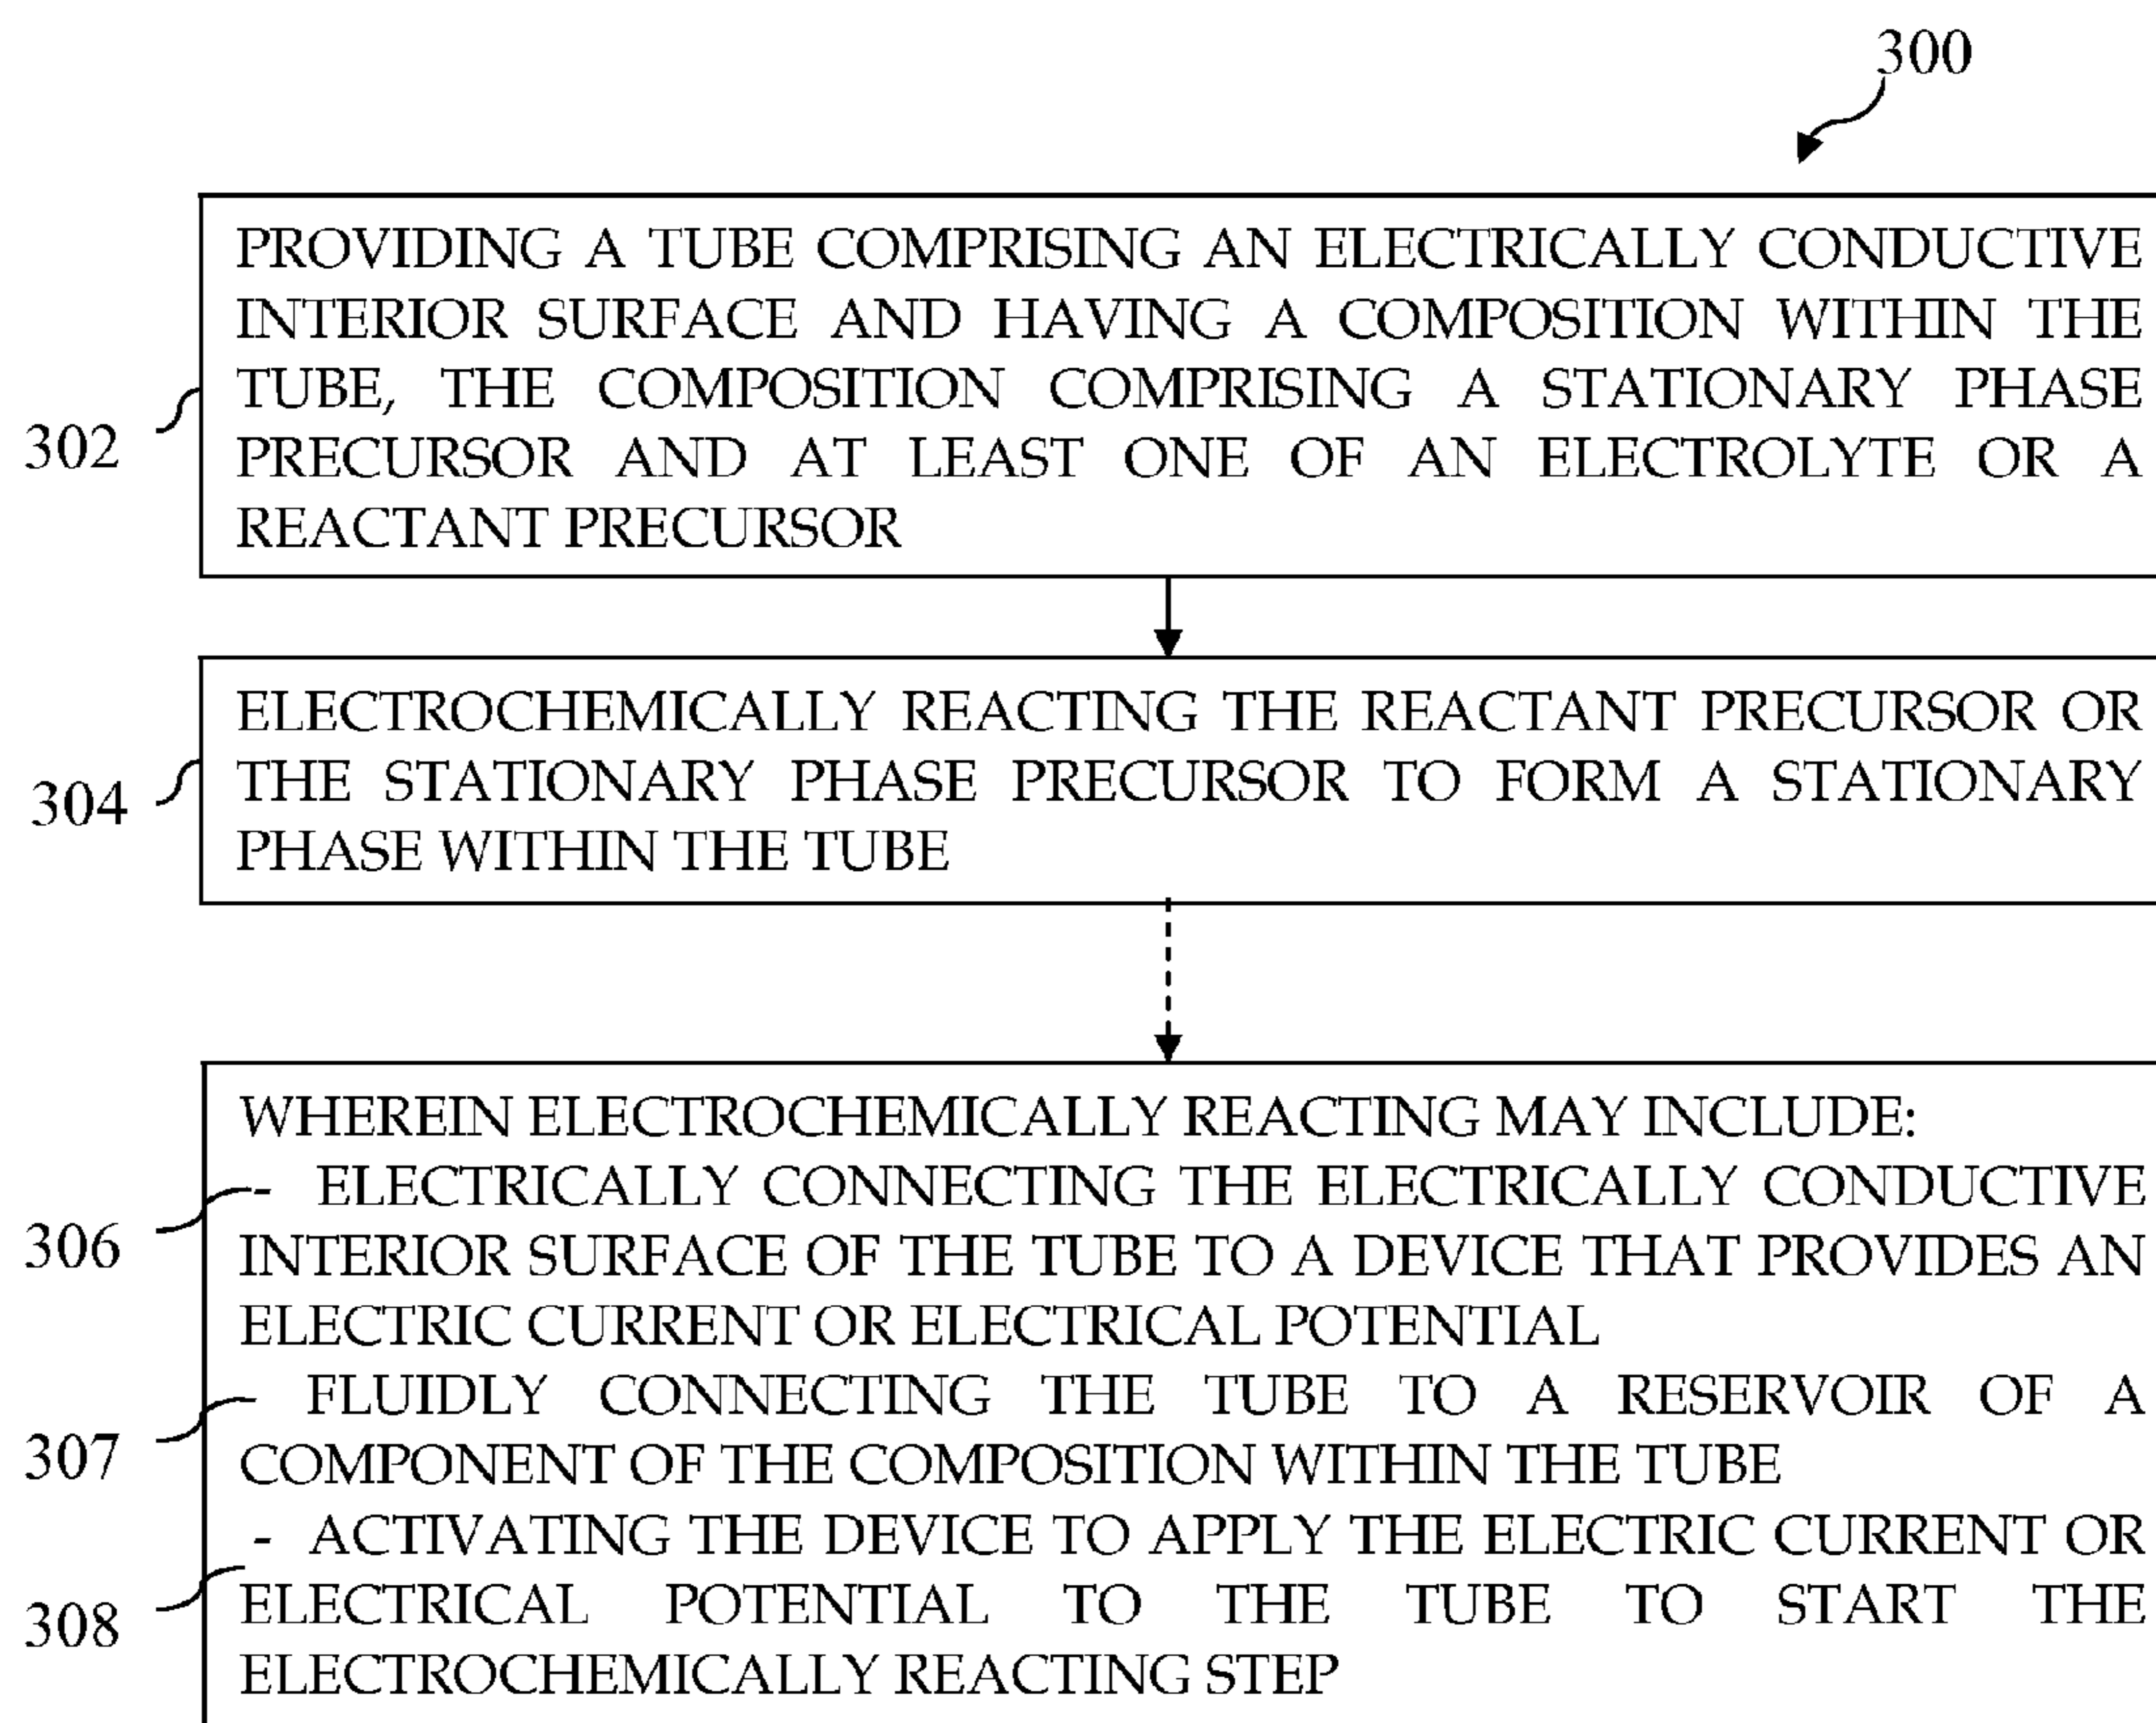 300
PROVIDING A TUBE COMPRISING AN ELECTRICALLY CONDUCTIVE
INTERIOR SURFACE AND HAVING A COMPOSITION WITHIN THE
TUBE, THE COMPOSITION COMPRISING A STATIONARY PHASE
PRECURSOR AND AT LEAST ONE OF AN ELECTROLYTE OR A
REACTANT PRECURSOR
302
ELECTROCHEMICALLY REACTING THE REACTANT PRECURSOR OR
THE STATIONARY PHASE PRECURSOR TO FORM A STATIONARY
PHASE WITHIN THE TUBE
304
WHEREIN ELECTROCHEMICALLY REACTING MAY INCLUDE:
- ELECTRICALLY CONNECTING THE ELECTRICALLY CONDUCTIVE
INTERIOR SURFACE OF THE TUBE TO A DEVICE THAT PROVIDES AN
ELECTRIC CURRENT OR ELECTRICAL POTENTIAL
306
- FLUIDLY CONNECTING THE TUBE TO A RESERVOIR OF A
COMPONENT OF THE COMPOSITION WITHIN THE TUBE
307
- ACTIVATING THE DEVICE TO APPLY THE ELECTRIC CURRENT OR
ELECTRICAL POTENTIAL TO THE TUBE TO START THE
ELECTROCHEMICALLY REACTING STEP
308